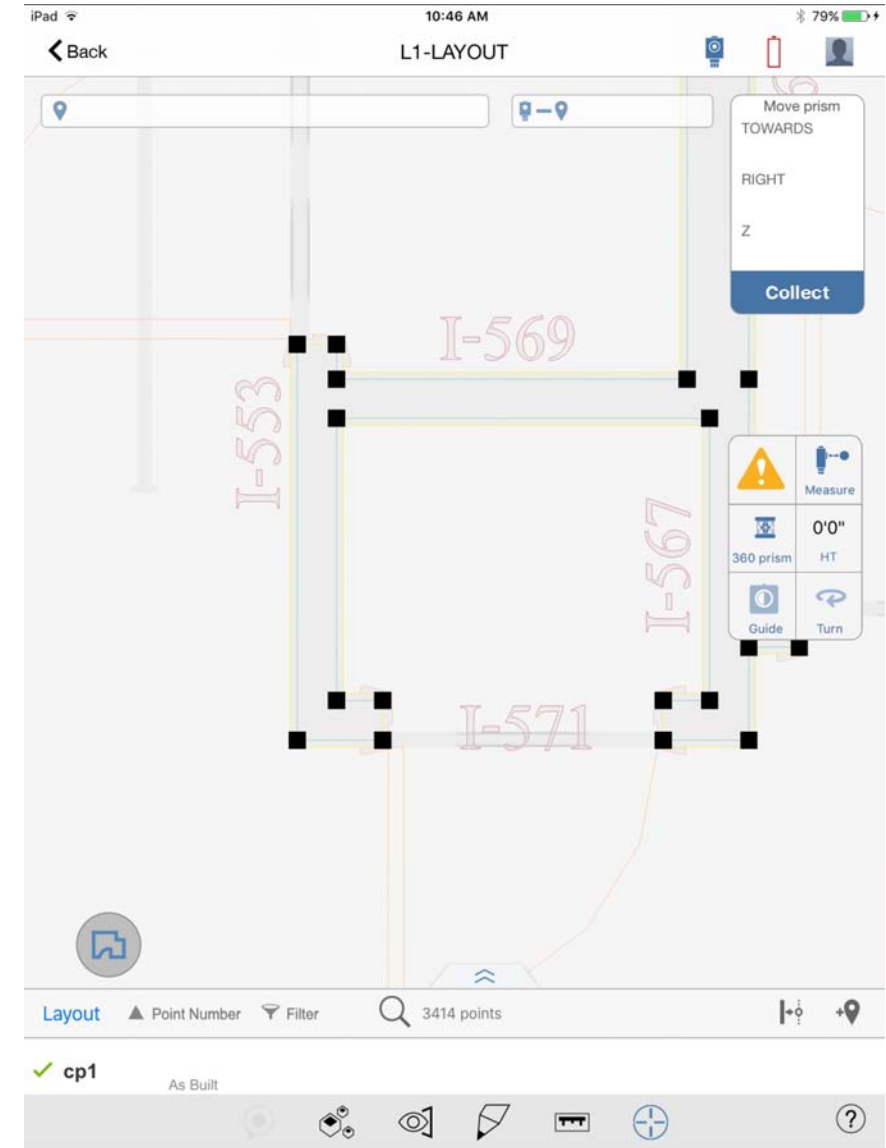 iPad 10:46 AM 79%
Back L1-LAYOUT
Move prism
TOWARDS
RIGHT
Z
Collect
I-569
I-553
I-567
Measure
360 prism
0'0"
HT
Guide
Turn
I-571
Layout Point Number Filter 3414 points
cp1
As Built
?